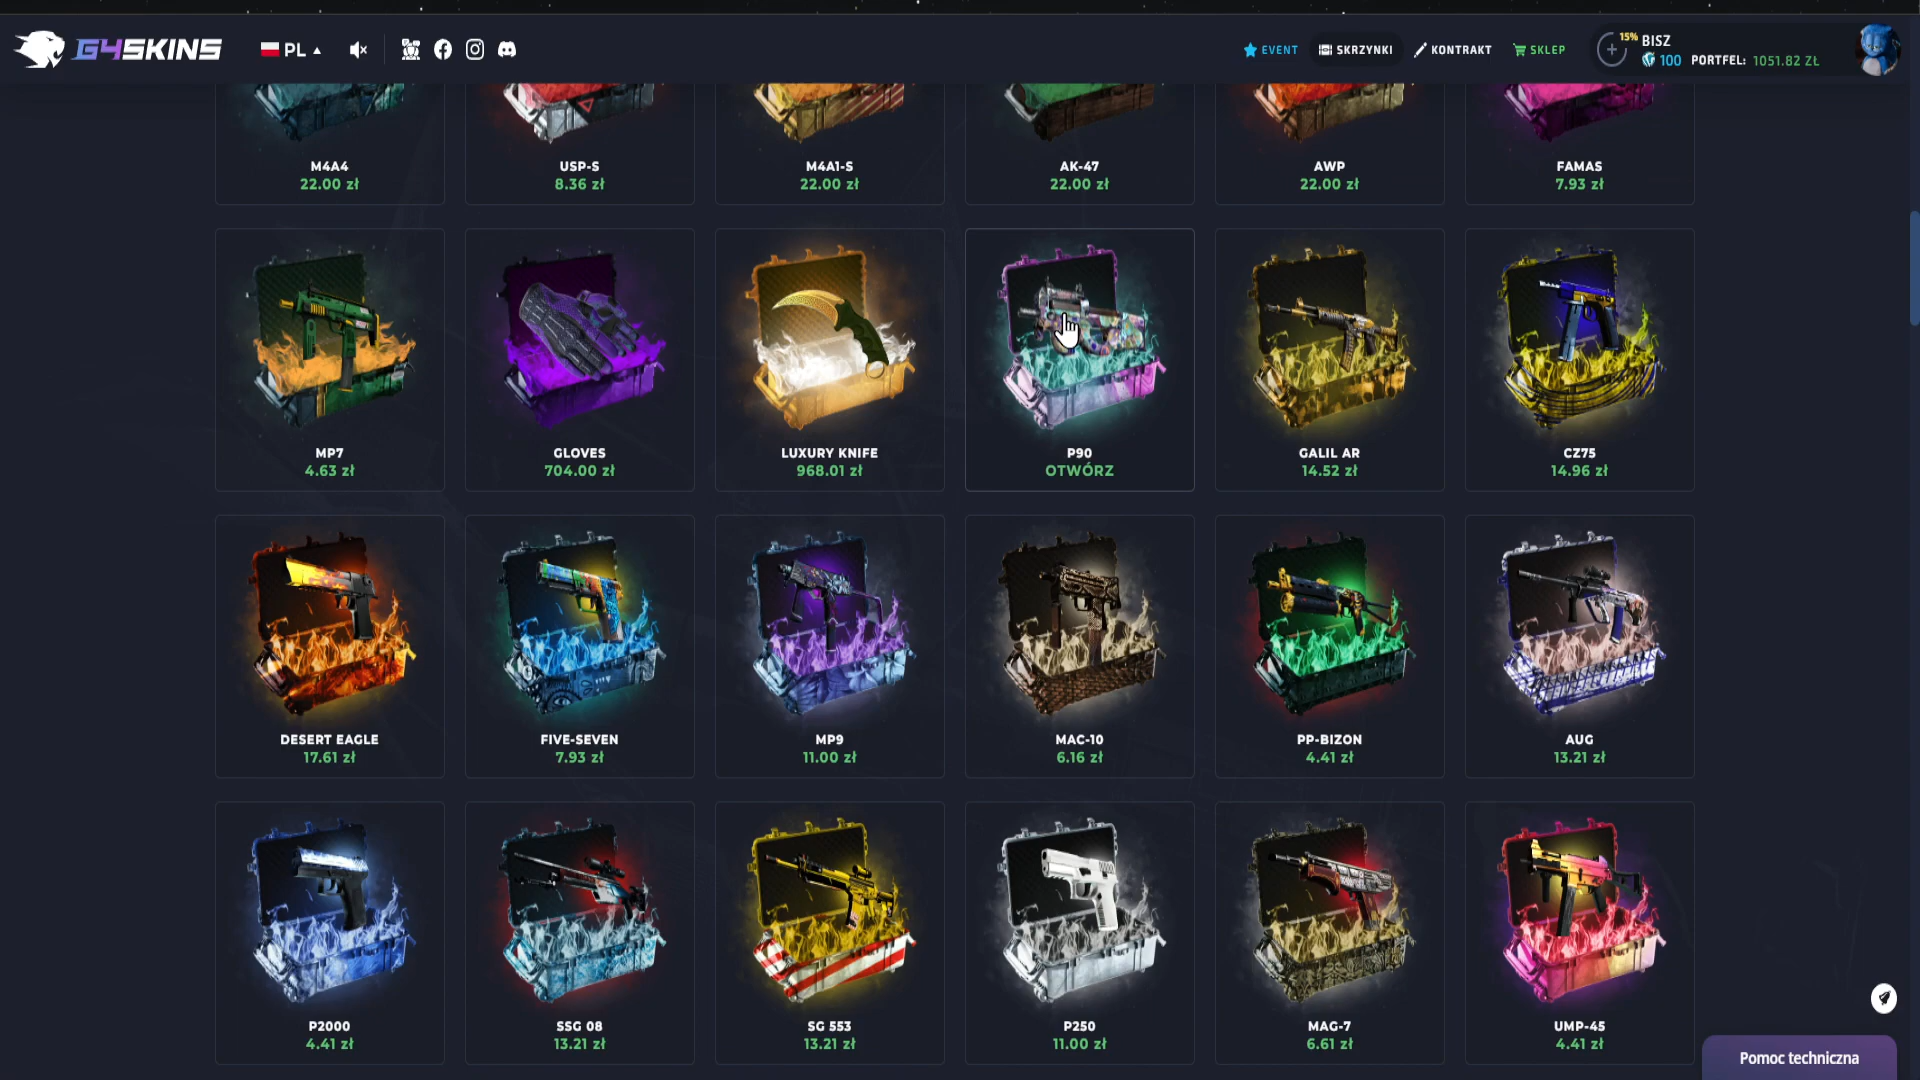 G4SKINS
PL
EVENT
SKRZYNKI
KONTRAKT
SKLEP
15%
BISZ
100 PORTFEL: 1051.82 ZŁ
M4A4
22.00 zł
USP-S
8.36 zł
M4A1-S
22.00 zł
AK-47
22.00 zł
AWP
22.00 zł
FAMAS
7.93 zł
MP7
4.63 zł
GLOVES
704.00 zł
LUXURY KNIFE
968.01 zł
P90
OTWÓRZ
GALIL AR
14.52 zł
CZ75
14.96 zł
DESERT EAGLE
17.61 zł
FIVE-SEVEN
7.93 zł
MP9
11.00 zł
MAC-10
6.16 zł
PP-BIZON
4.41 zł
AUG
13.21 zł
P2000
4.41 zł
SSG 08
13.21 zł
SG 553
13.21 zł
P250
11.00 zł
MAG-7
6.61 zł
UMP-45
4.41 zł
Pomoc techniczna